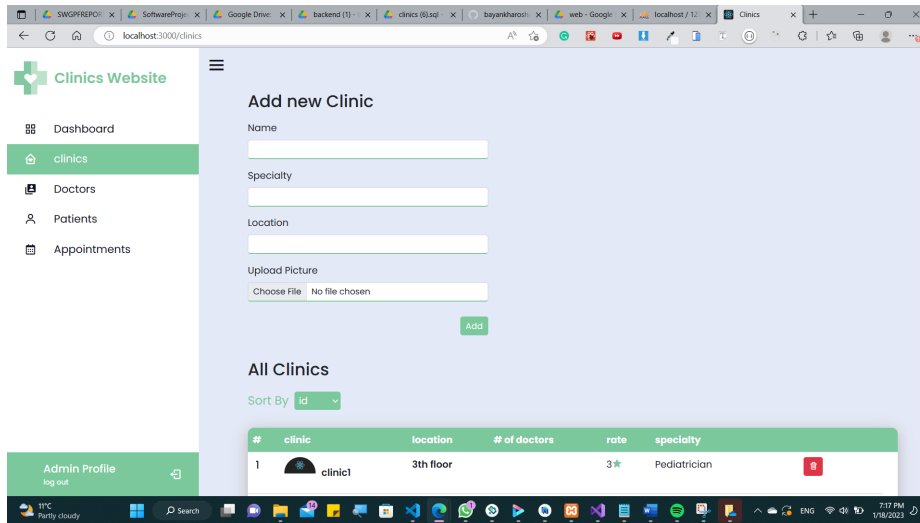 SWGPFREPOR
SoftwareProje
Google Drive:
backend (1) -
clinics (6).sql -
bayankharosh
web - Google
localhost / 12
Clinics
localhost:3000/clinics
Clinics Website
Dashboard
clinics
Doctors
Patients
Appointments
Admin Profile
log out
Add new Clinic
Name
Specialty
Location
Upload Picture
Choose File No file chosen
Add
All Clinics
Sort By id
# clinic location # of doctors rate specialty
1 clinic1 3th floor 3 Pediatrician
11°C
Partly cloudy
Search
ENG
7:17 PM
1/18/2023